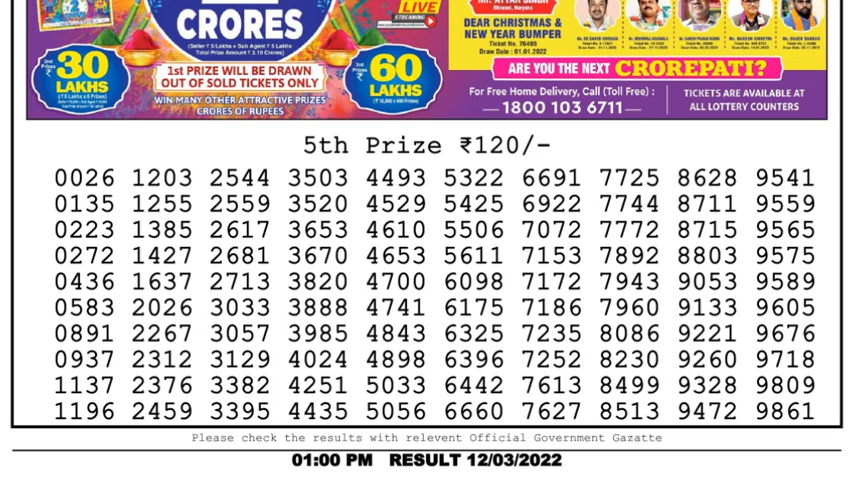 CRORES
(Seller ₹ 5 Lakhs + Sub Agent ₹ 5 Lakhs)
Total Prize Amount ₹ 2.10 Crores)
LIVE
STREAMING
30
LAKHS
60
LAKHS
1st PRIZE WILL BE DRAWN
OUT OF SOLD TICKETS ONLY
WIN MANY OTHER ATTRACTIVE PRIZES
CRORES OF RUPEES
DEAR CHRISTMAS &
NEW YEAR BUMPER
Ticket No. 76465
Draw Date : 01.01.2022
ARE YOU THE NEXT CROREPATI?
For Free Home Delivery, Call (Toll Free) :
1800 103 6711
TICKETS ARE AVAILABLE AT
ALL LOTTERY COUNTERS
5th Prize ₹120/-
0026 1203 2544 3503 4493 5322 6691 7725 8628 9541
0135 1255 2559 3520 4529 5425 6922 7744 8711 9559
0223 1385 2617 3653 4610 5506 7072 7772 8715 9565
0272 1427 2681 3670 4653 5611 7153 7892 8803 9575
0436 1637 2713 3820 4700 6098 7172 7943 9053 9589
0583 2026 3033 3888 4741 6175 7186 7960 9133 9605
0891 2267 3057 3985 4843 6325 7235 8086 9221 9676
0937 2312 3129 4024 4898 6396 7252 8230 9260 9718
1137 2376 3382 4251 5033 6442 7613 8499 9328 9809
1196 2459 3395 4435 5056 6660 7627 8513 9472 9861
Please check the results with relevent Official Government Gazatte
01:00 PM RESULT 12/03/2022